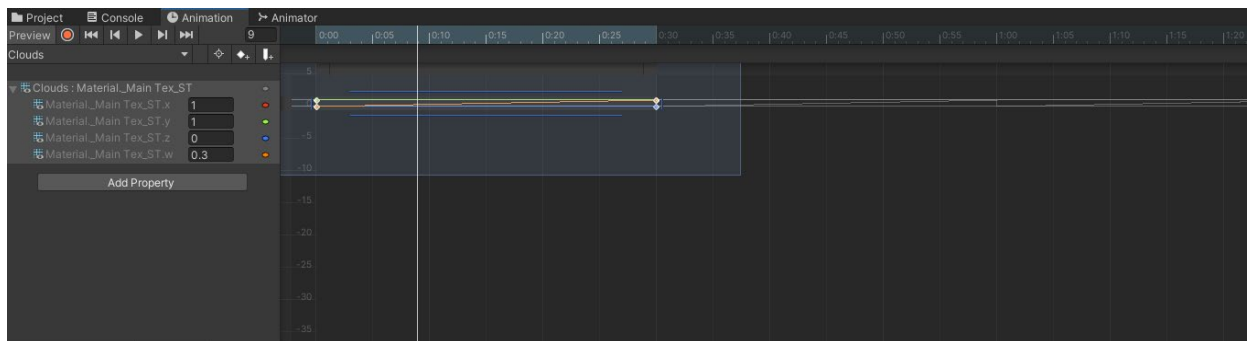 Project Console Animation Animator
Preview 9 0:00 0:05 0:10 0:15 0:20 0:25 0:30 0:35 0:40 0:45 0:50 0:55 1:00 1:05 1:10 1:15 1:20
Clouds
5
Clouds : Material._Main Tex_ST
Material._Main Tex_ST.x 1 0
Material._Main Tex_ST.y 1
Material._Main Tex_ST.z 0 -5
Material._Main Tex_ST.w 0.3
-10
Add Property
-15
-20
-25
-30
-35